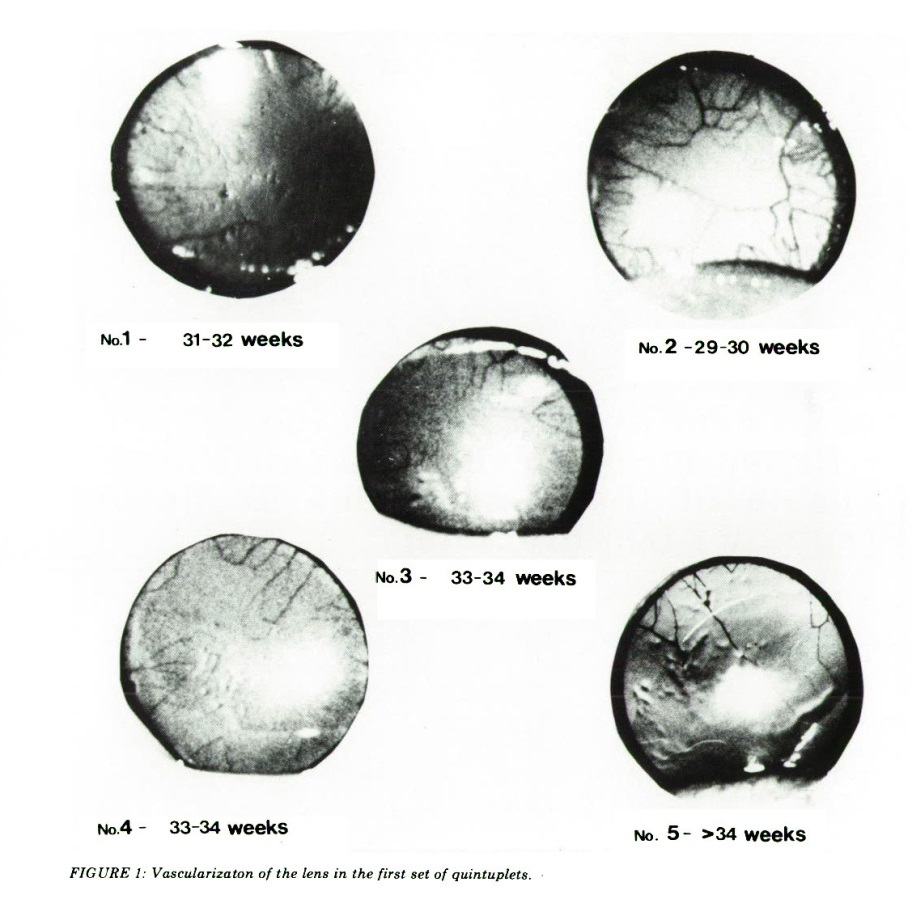 No.1 - 31-32 weeks
No.2 -29-30 weeks
No.3 - 33-34 weeks
No.4 - 33-34 weeks
No. 5- >34 weeks
FIGURE 1: Vascularizaton of the lens in the first set of quintuplets.